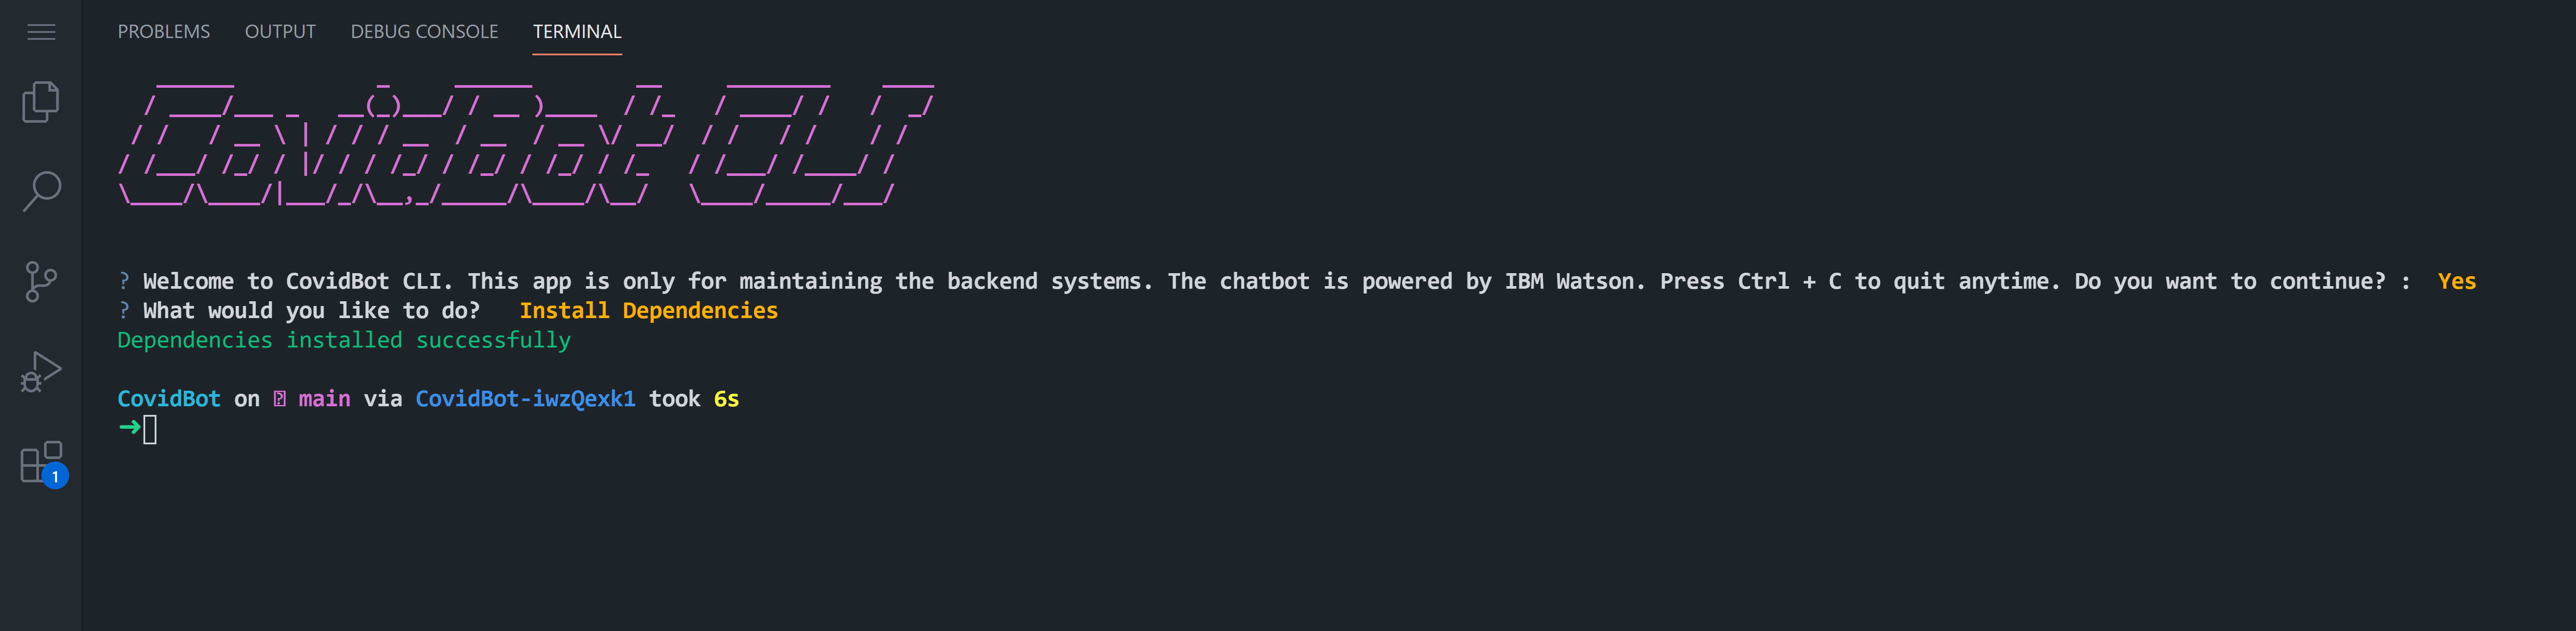 PROBLEMS OUTPUT DEBUG CONSOLE TERMINAL
CovidBot CLI
? Welcome to CovidBot CLI. This app is only for maintaining the backend systems. The chatbot is powered by IBM Watson. Press Ctrl + C to quit anytime. Do you want to continue? :  Yes
? What would you like to do?   Install Dependencies
Dependencies installed successfully
CovidBot on main via CovidBot-iwzQexk1 took 6s
➜
1